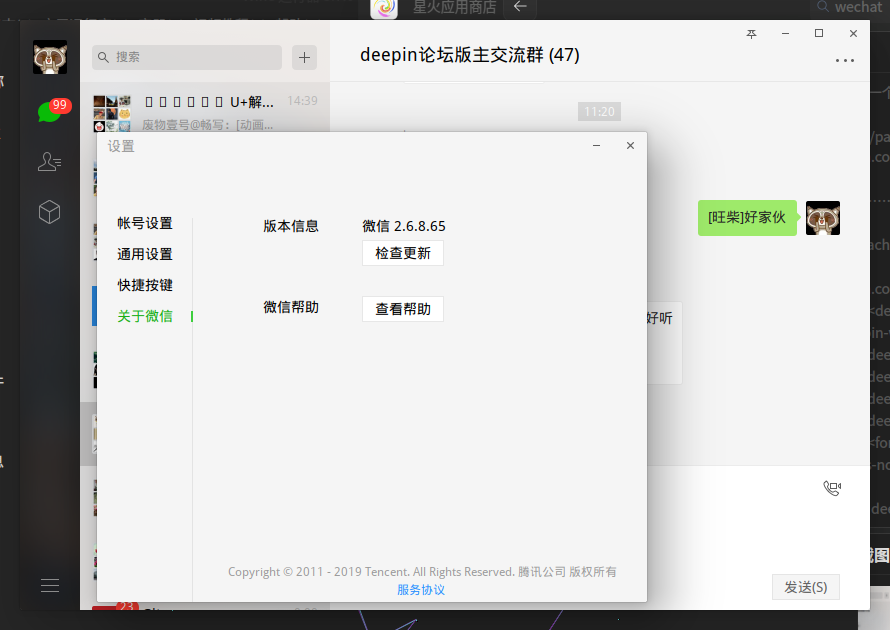 星火应用商店
wechat
搜索
deepin论坛版主交流群 (47)
99
U+解... 14:39
废物壹号@畅写：[动画...
11:20
设置
[旺柴]好家伙
帐号设置
通用设置
快捷按键
关于微信
版本信息
微信 2.6.8.65
检查更新
微信帮助
查看帮助
好听
Copyright © 2011 - 2019 Tencent. All Rights Reserved. 腾讯公司 版权所有
服务协议
发送(S)
23